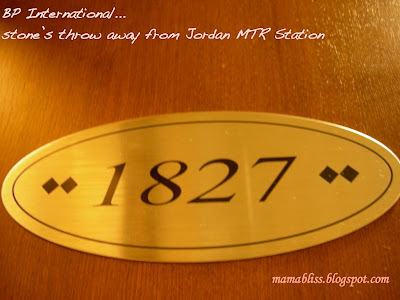 BP International...
stone's throw away from Jordan MTR Station
1827
mamabliss.blogspot.com